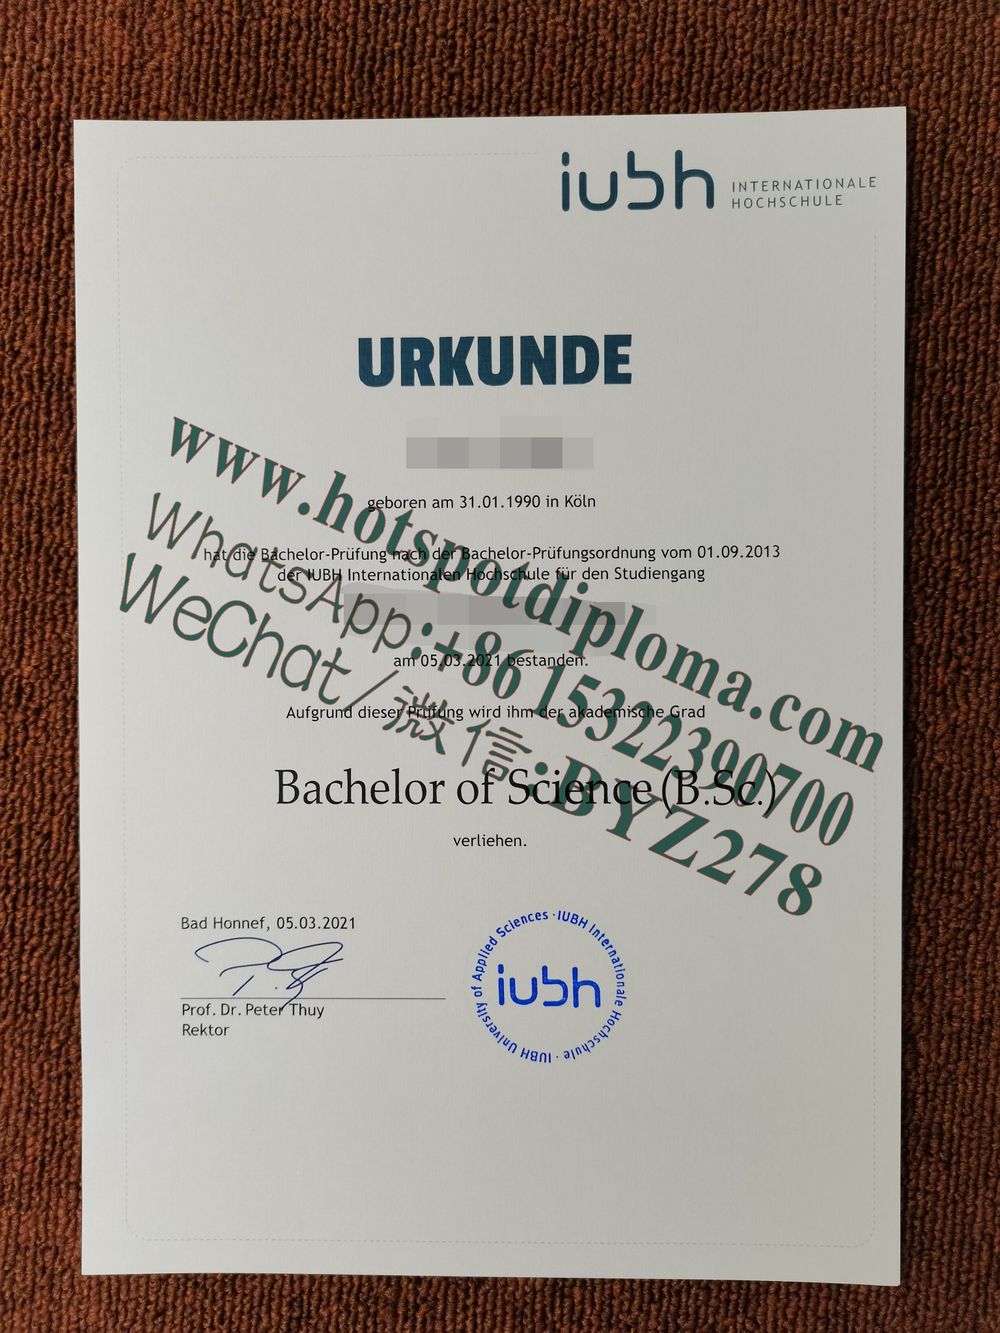 iubh INTERNATIONALE
HOCHSCHULE
URKUNDE
geboren am 31.01.1990 in Köln
hat die Bachelor-Prüfung nach der Bachelor-Prüfungsordnung vom 01.09.2013
der IUBH Internationalen Hochschule für den Studiengang
am 05.03.2021 bestanden.
Aufgrund dieser Prüfung wird ihm der akademische Grad
Bachelor of Science (B.Sc.)
verliehen.
Bad Honnef, 05.03.2021
Prof. Dr. Peter Thuy
Rektor
IUBH University of Applied Sciences · IUBH Internationale Hochschule ·
iubh
www.hotspotdiploma.com
WhatsApp:+86 15322390700
WeChat/微信:BYZ278